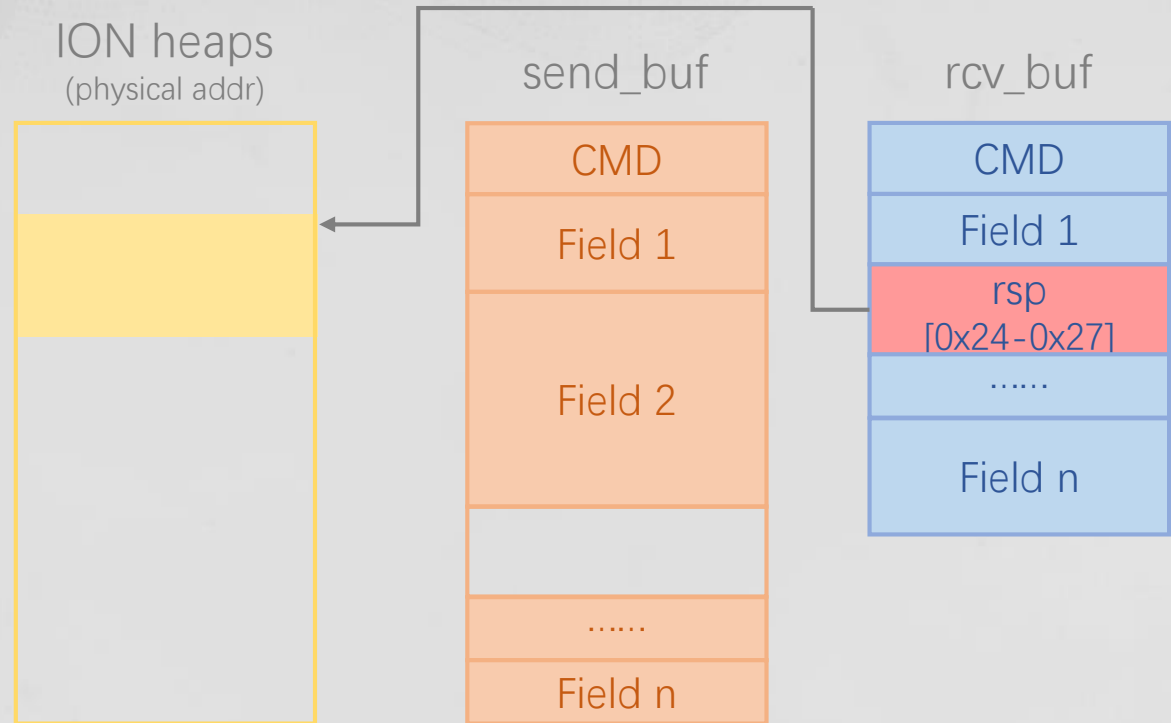 ION heaps
(physical addr)
send_buf
CMD
Field 1
Field 2
......
Field n
rcv_buf
CMD
Field 1
rsp
[0x24-0x27]
......
Field n